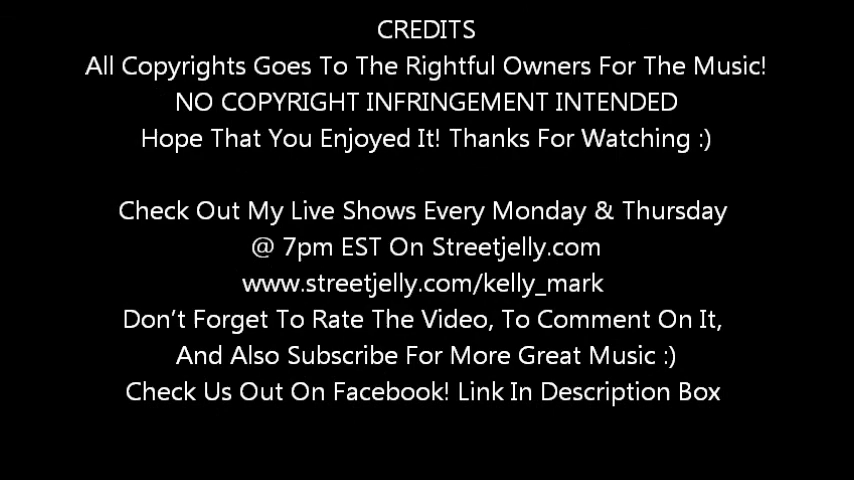 CREDITS
All Copyrights Goes To The Rightful Owners For The Music!
NO COPYRIGHT INFRINGEMENT INTENDED
Hope That You Enjoyed It! Thanks For Watching :)
Check Out My Live Shows Every Monday & Thursday
@ 7pm EST On Streetjelly.com
www.streetjelly.com/kelly_mark
Don’t Forget To Rate The Video, To Comment On It,
And Also Subscribe For More Great Music :)
Check Us Out On Facebook! Link In Description Box